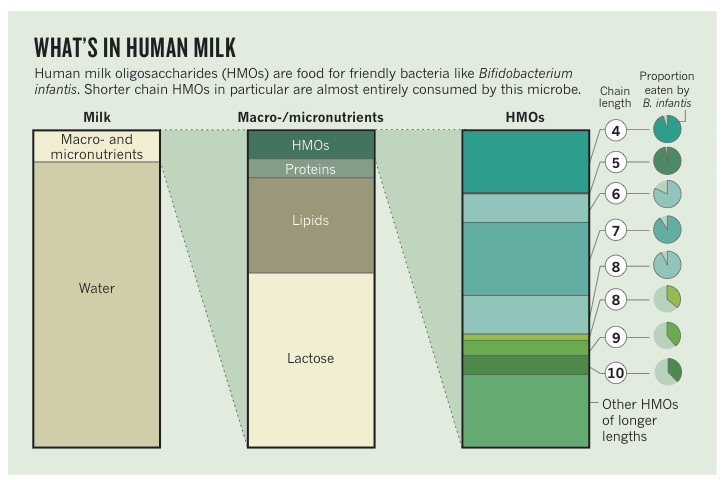 WHAT'S IN HUMAN MILK
Human milk oligosaccharides (HMOs) are food for friendly bacteria like Bifidobacterium
infantis. Shorter chain HMOs in particular are almost entirely consumed by this microbe.
Chain
length
Proportion
eaten by
B. infantis
Milk
Macro- and
micronutrients
Water
Macro-/micronutrients
HMOs
Proteins
Lipids
Lactose
HMOs
4
5
6
7
8
8
9
10
Other HMOs
of longer
lengths